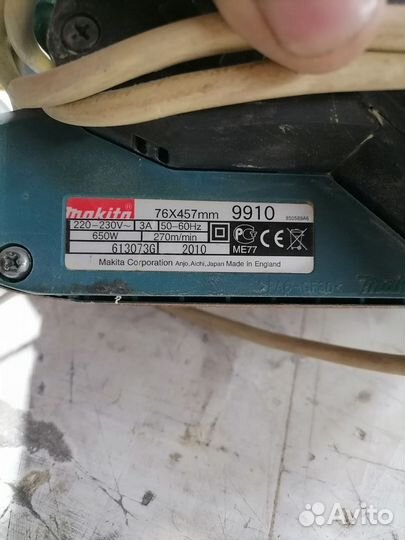 makita 76X457mm 9910 850589A6
220-230V~ 3A 50-60Hz
650W 270m/min
613073G 2010
ME77
Makita Corporation Anjo, Aichi, Japan Made in England
Avito